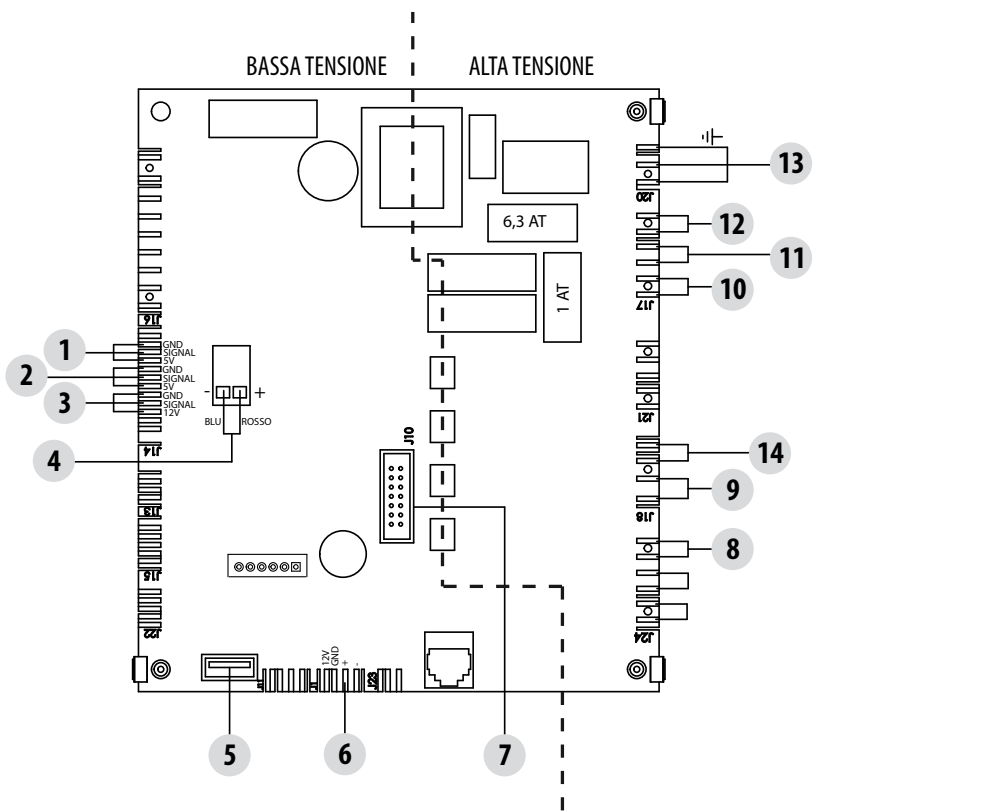 BASSA TENSIONE
ALTA TENSIONE
13
J20
6,3 AT
12
11
1 AT
10
J17
J16
1
GND
SIGNAL
5V
2
GND
SIGNAL
5V
3
GND
SIGNAL
12V
- +
BLU ROSSO
J21
J10
J14
4
14
9
J13
J18
8
J15
J22
J24
12V
GND
+
-
J1
J23
5
6
7